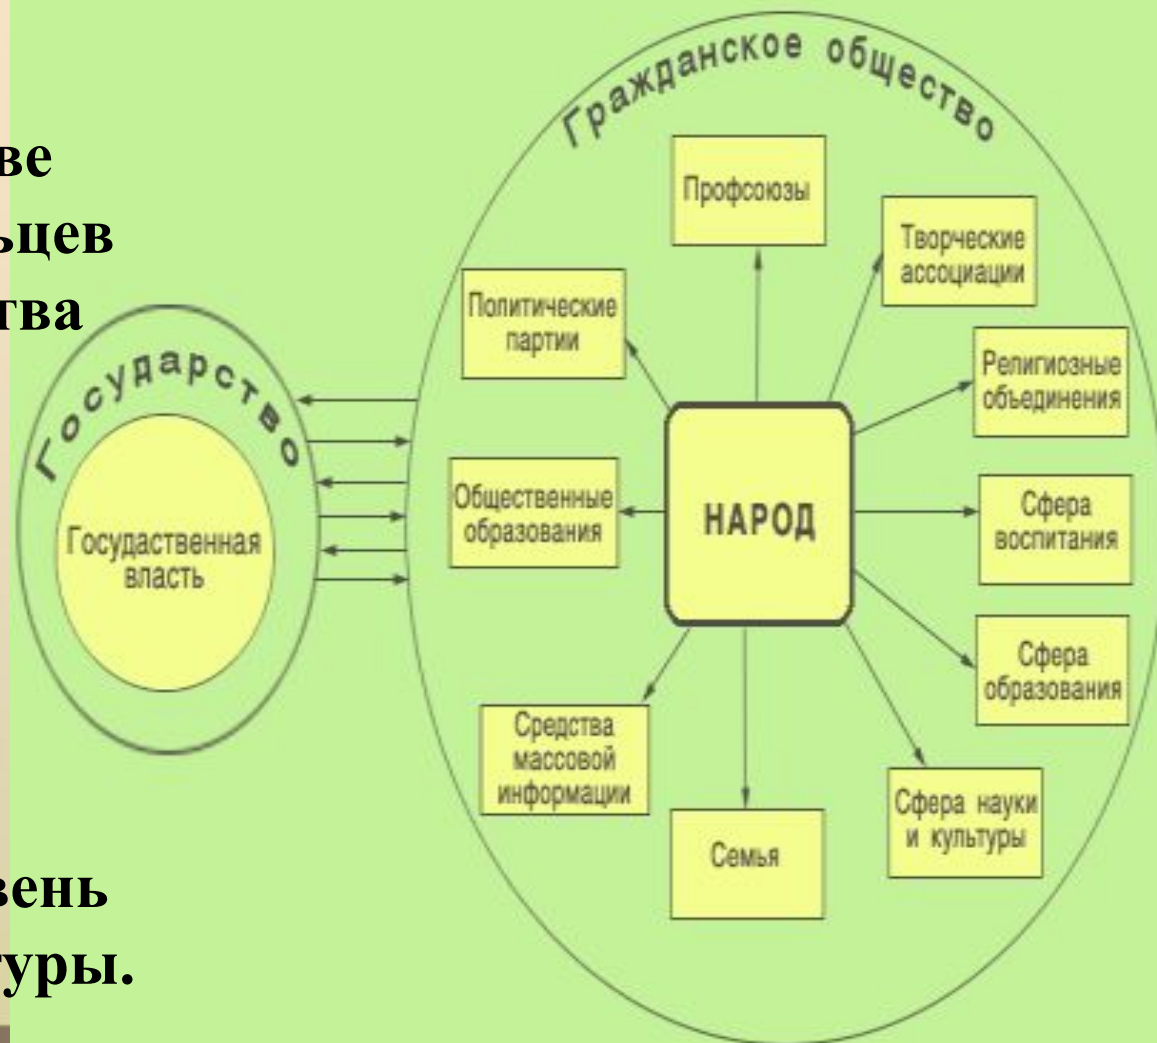 ве
ьцев
тва
вень
туры.
Государство
Государственная
власть
Гражданское общество
Профсоюзы
Творческие
ассоциации
Политические
партии
Религиозные
объединения
Общественные
образования
НАРОД
Сфера
воспитания
Сфера
образования
Средства
массовой
информации
Семья
Сфера науки
и культуры